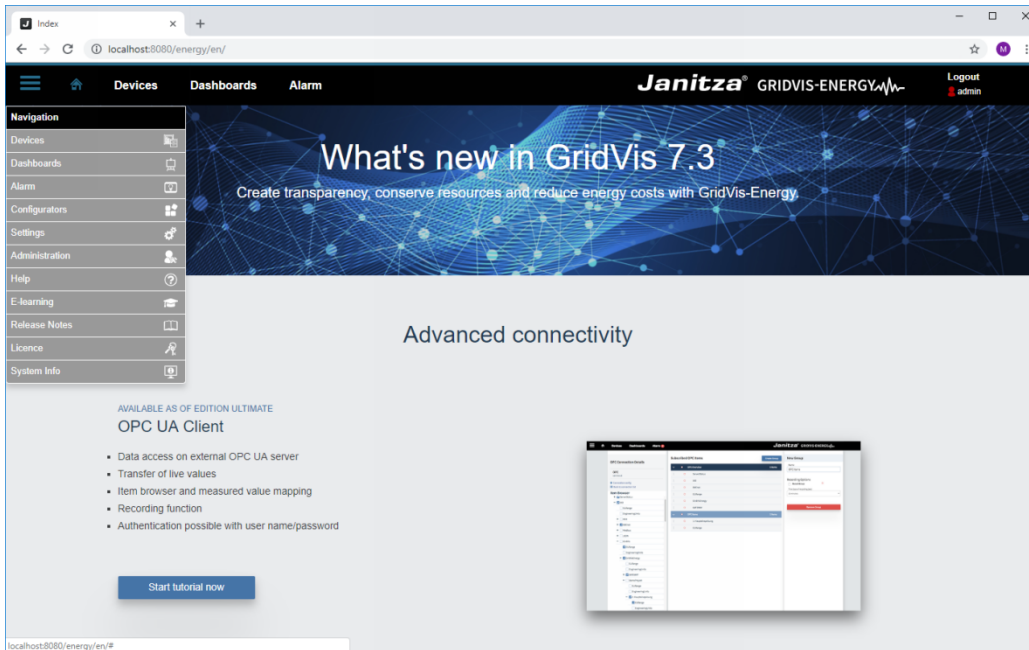 Index
localhost:8080/energy/en/
M
Devices
Dashboards
Alarm
Janitza® GRIDVIS-ENERGY
Logout
admin
Navigation
Devices
Dashboards
Alarm
Configurators
Settings
Administration
Help
E-learning
Release Notes
Licence
System Info
What's new in GridVis 7.3
Create transparency, conserve resources and reduce energy costs with GridVis-Energy.
Advanced connectivity
AVAILABLE AS OF EDITION ULTIMATE
OPC UA Client
Data access on external OPC UA server
Transfer of live values
Item browser and measured value mapping
Recording function
Authentication possible with user name/password
Start tutorial now
Janitza
localhost:8080/energy/en/#